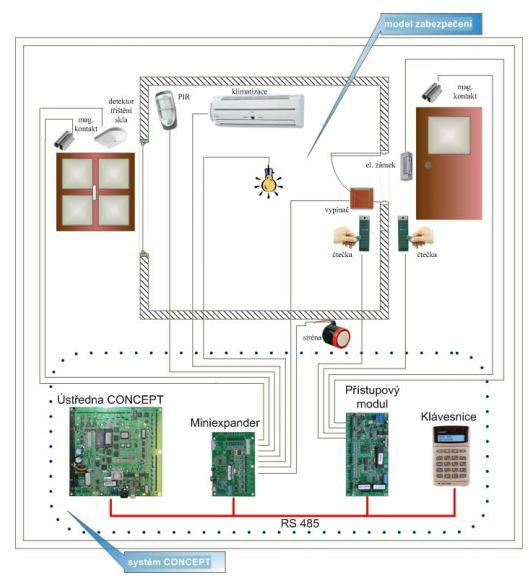 model zabezpečení
detektor
tříštění
skla
mag.
kontakt
PIR
klimatizace
mag.
kontakt
el. zámek
vypínač
čtečka
čtečka
siréna
Ústředna CONCEPT
Miniexpander
Přístupový
modul
Klávesnice
RS 485
systém CONCEPT